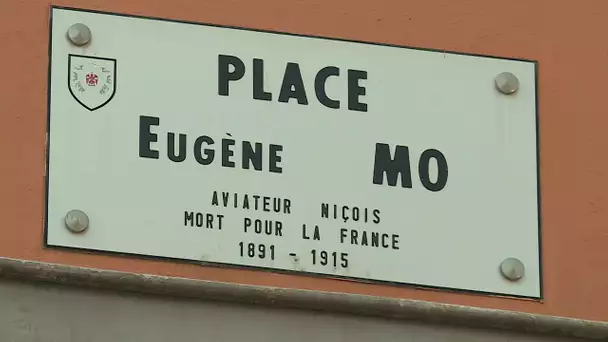 PLACE
EUGÈNE MO
AVIATEUR NIÇOIS
MORT POUR LA FRANCE
1891 - 1915